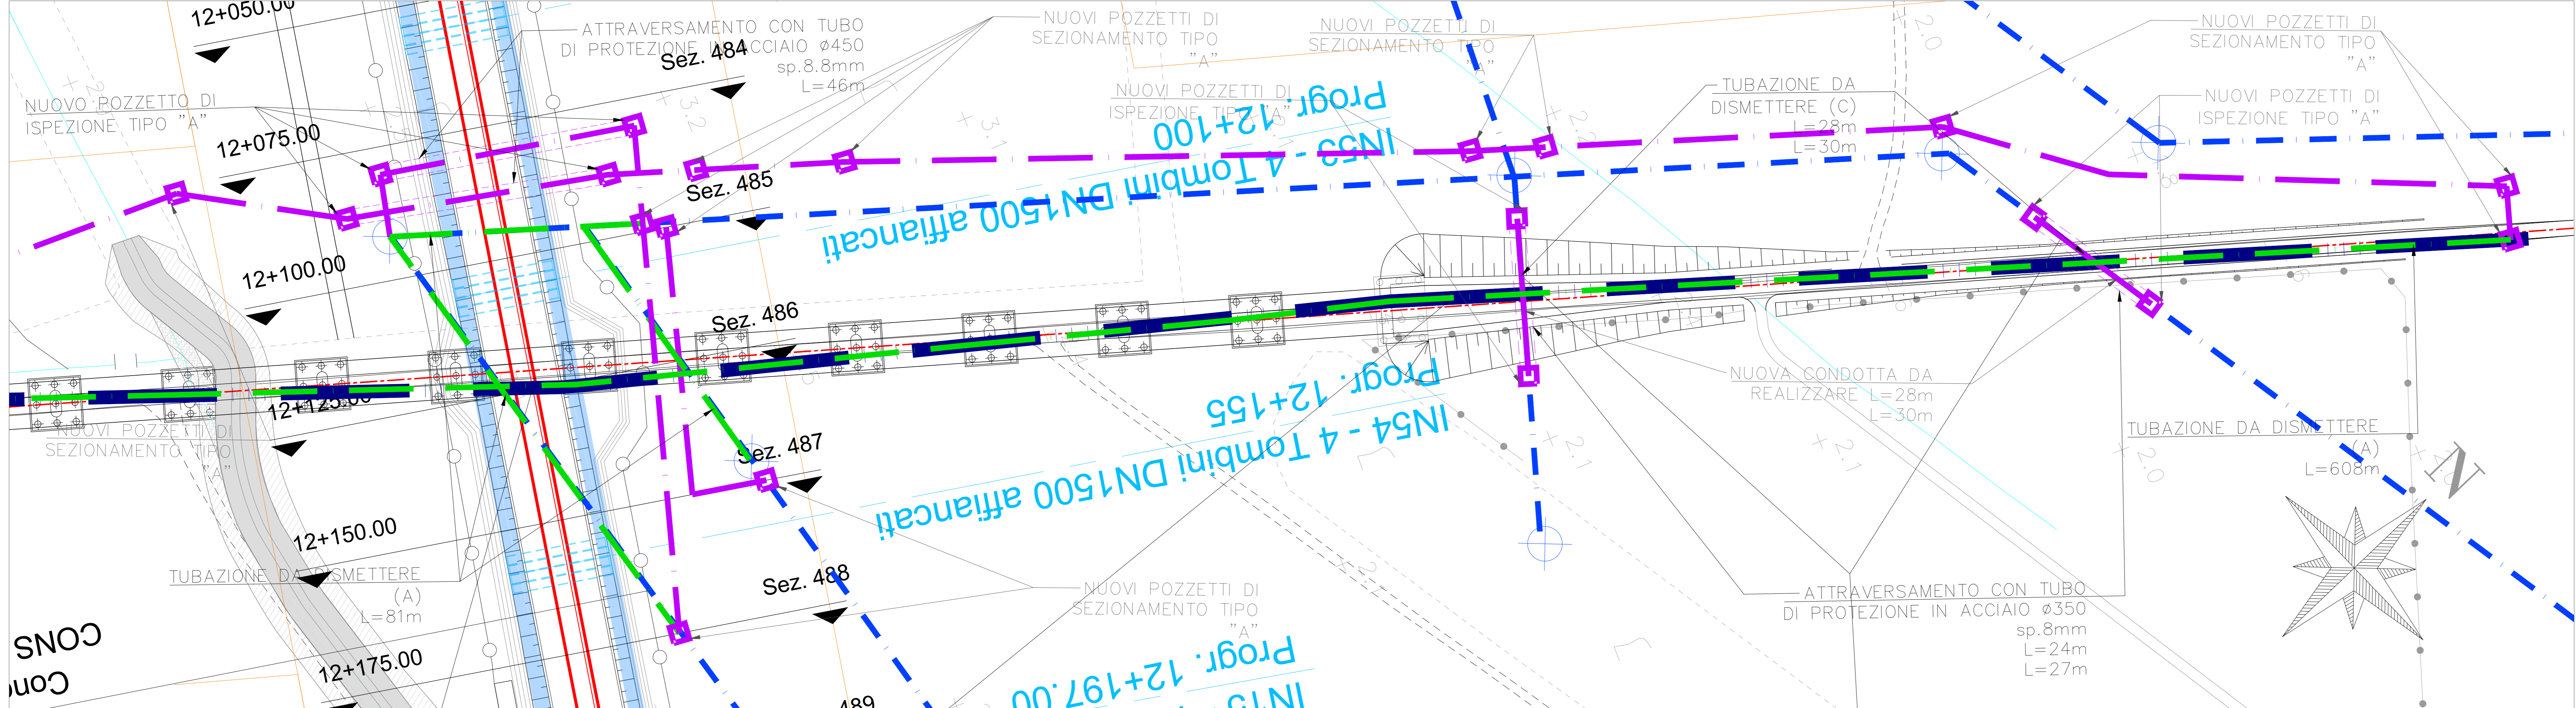 12+050.00
ATTRAVERSAMENTO CON TUBO
DI PROTEZIONE IN ACCIAIO ø450
sp.8.8mm
L=46m
Sez. 484
NUOVI POZZETTI DI
SEZIONAMENTO TIPO
"A"
NUOVI POZZETTI DI
SEZIONAMENTO TIPO
"A"
NUOVI POZZETTI DI
SEZIONAMENTO TIPO
"A"
NUOVO POZZETTO DI
ISPEZIONE TIPO "A"
12+075.00
NUOVI POZZETTI DI
ISPEZIONE TIPO "A"
TUBAZIONE DA
DISMETTERE (C)
L=28m
L=30m
NUOVI POZZETTI DI
ISPEZIONE TIPO "A"
IN53 - 4 Tombini DN1500 affiancati
Progr. 12+100
Sez. 485
12+100.00
Sez. 486
12+125.00
NUOVI POZZETTI DI
SEZIONAMENTO TIPO
"A"
IN54 - 4 Tombini DN1500 affiancati
Progr. 12+155
NUOVA CONDOTTA DA
REALIZZARE L=28m
L=30m
TUBAZIONE DA DISMETTERE
(A)
L=608m
Sez. 487
12+150.00
N
TUBAZIONE DA DISMETTERE
(A)
L=81m
Sez. 488
NUOVI POZZETTI DI
SEZIONAMENTO TIPO
"A"
ATTRAVERSAMENTO CON TUBO
DI PROTEZIONE IN ACCIAIO ø350
sp.8mm
L=24m
L=27m
CONS
12+175.00
Progr. 12+197.00
489